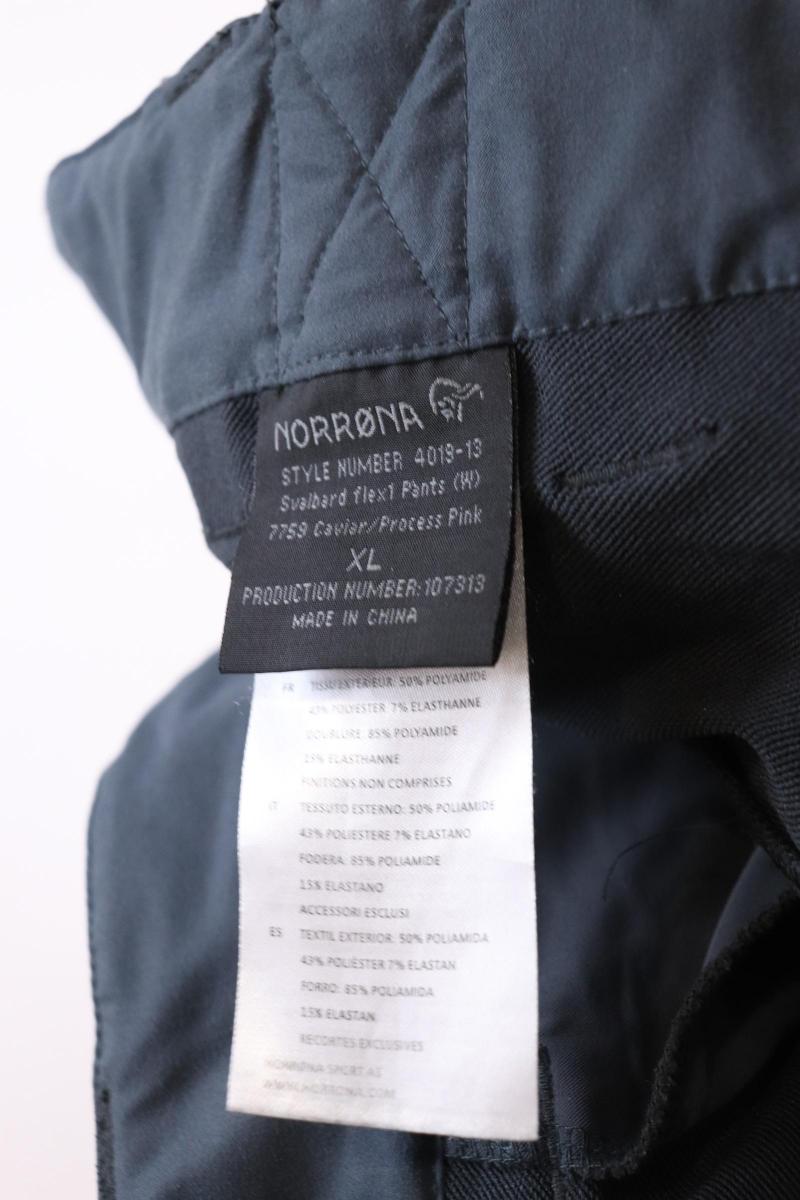 NORRØNA
STYLE NUMBER 4019-13
Svalbard flex1 Pants (W)
7759 Caviar/Process Pink
XL
PRODUCTION NUMBER:107313
MADE IN CHINA
FR TISSU EXTERIEUR: 50% POLYAMIDE
43% POLYESTER 7% ELASTHANNE
DOUBLURE: 85% POLYAMIDE
15% ELASTHANNE
FINITIONS NON COMPRISES
IT TESSUTO ESTERNO: 50% POLIAMIDE
43% POLIESTERE 7% ELASTANO
FODERA: 85% POLIAMIDE
15% ELASTANO
ACCESSORI ESCLUSI
ES TEXTIL EXTERIOR: 50% POLIAMIDA
43% POLIÉSTER 7% ELASTAN
FORRO: 85% POLIAMIDA
15% ELASTAN
RECORTES EXCLUSIVES
NORRØNA SPORT AS
WWW.NORRONA.COM